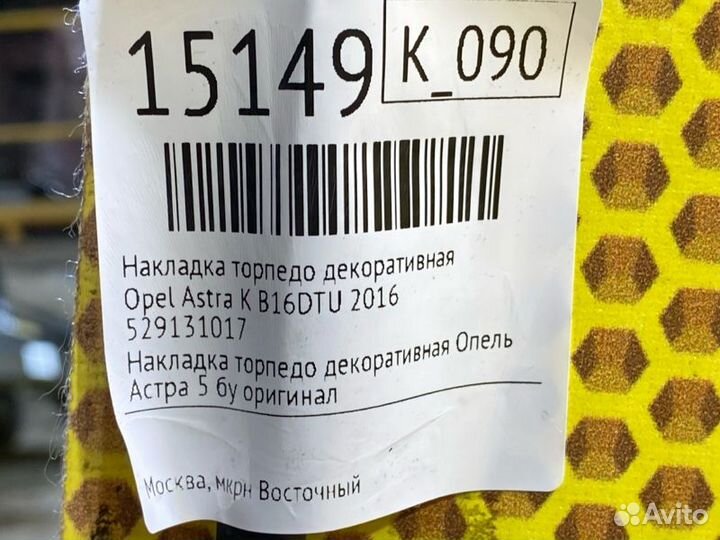 15149
K_090
Накладка торпедо декоративная
Opel Astra K B16DTU 2016
529131017
Накладка торпедо декоративная Опель
Астра 5 бу оригинал
Москва, мкрн Восточный
Avito